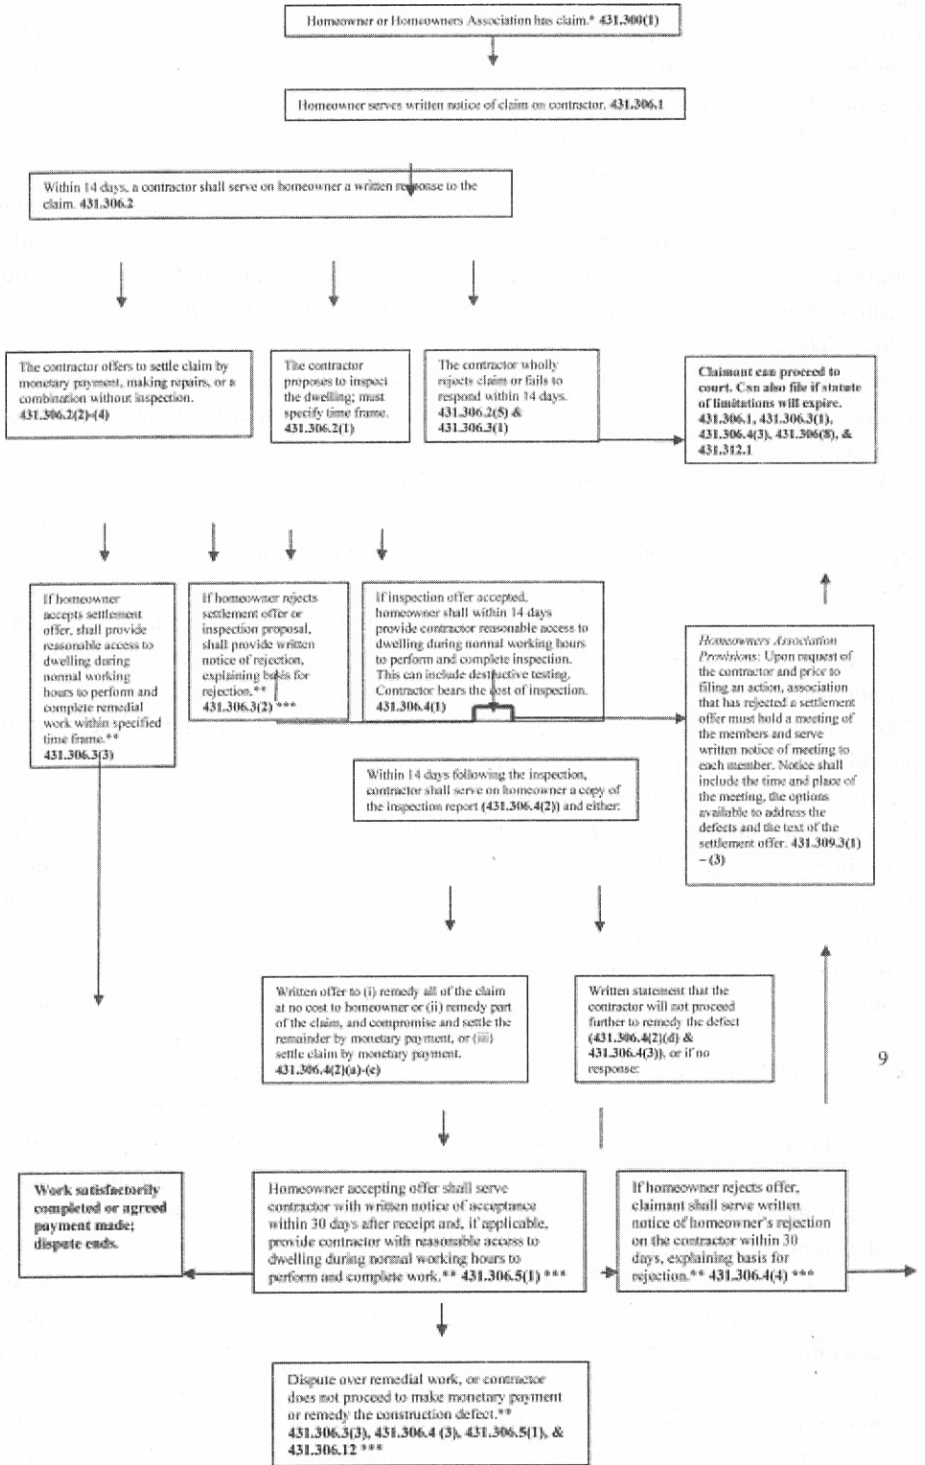 Homeowner or Homeowners Association has claim.* 431.300(1)
Homeowner serves written notice of claim on contractor. 431.306.1
Within 14 days, a contractor shall serve on homeowner a written response to the
claim. 431.306.2
The contractor offers to settle claim by
monetary payment, making repairs, or a
combination without inspection.
431.306.2(2)-(4)
The contractor
proposes to inspect
the dwelling; must
specify time frame.
431.306.2(1)
The contractor wholly
rejects claim or fails to
respond within 14 days.
431.306.2(5) &
431.306.3(1)
Claimant can proceed to
court. Can also file if statute
of limitations will expire.
431.306.1, 431.306.3(1),
431.306.4(3), 431.306(8), &
431.312.1
If homeowner
accepts settlement
offer, shall provide
reasonable access to
dwelling during
normal working
hours to perform and
complete remedial
work within specified
time frame.**
431.306.3(3)
If homeowner rejects
settlement offer or
inspection proposal,
shall provide written
notice of rejection,
explaining basis for
rejection.**
431.306.3(2) ***
If inspection offer accepted,
homeowner shall within 14 days
provide contractor reasonable access to
dwelling during normal working hours
to perform and complete inspection.
This can include destructive testing.
Contractor bears the cost of inspection.
431.306.4(1)
Homeowners Association
Provisions: Upon request of
the contractor and prior to
filing an action, association
that has rejected a settlement
offer must hold a meeting of
the members and serve
written notice of meeting to
each member. Notice shall
include the time and place of
the meeting, the options
available to address the
defects and the text of the
settlement offer. 431.309.3(1)
– (3)
Within 14 days following the inspection,
contractor shall serve on homeowner a copy of
the inspection report (431.306.4(2)) and either:
Written offer to (i) remedy all of the claim
at no cost to homeowner or (ii) remedy part
of the claim, and compromise and settle the
remainder by monetary payment, or (iii)
settle claim by monetary payment.
431.306.4(2)(a)-(c)
Written statement that the
contractor will not proceed
further to remedy the defect
(431.306.4(2)(d) &
431.306.4(3)), or if no
response:
9
Work satisfactorily
completed or agreed
payment made;
dispute ends.
Homeowner accepting offer shall serve
contractor with written notice of acceptance
within 30 days after receipt and, if applicable,
provide contractor with reasonable access to
dwelling during normal working hours to
perform and complete work.** 431.306.5(1) ***
If homeowner rejects offer,
claimant shall serve written
notice of homeowner's rejection
on the contractor within 30
days, explaining basis for
rejection.** 431.306.4(4) ***
Dispute over remedial work, or contractor
does not proceed to make monetary payment
or remedy the construction defect.**
431.306.3(3), 431.306.4 (3), 431.306.5(1), &
431.306.12 ***